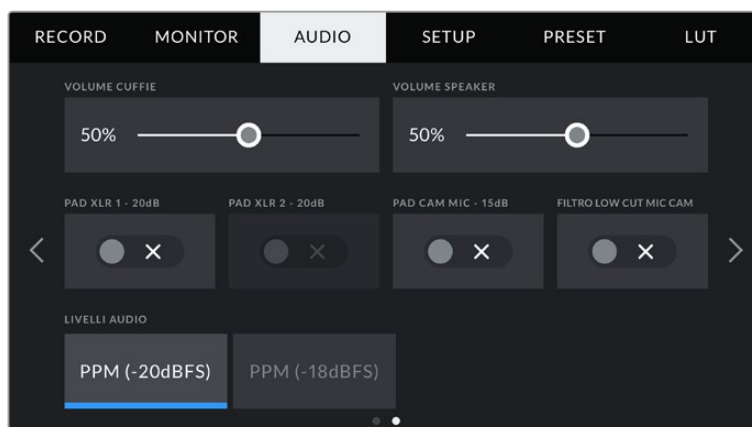 RECORD MONITOR AUDIO SETUP PRESET LUT
VOLUME CUFFIE VOLUME SPEAKER
50% 50%
PAD XLR 1 - 20dB PAD XLR 2 - 20dB PAD CAM MIC - 15dB FILTRO LOW CUT MIC CAM
LIVELLI AUDIO
PPM (-20dBFS) PPM (-18dBFS)